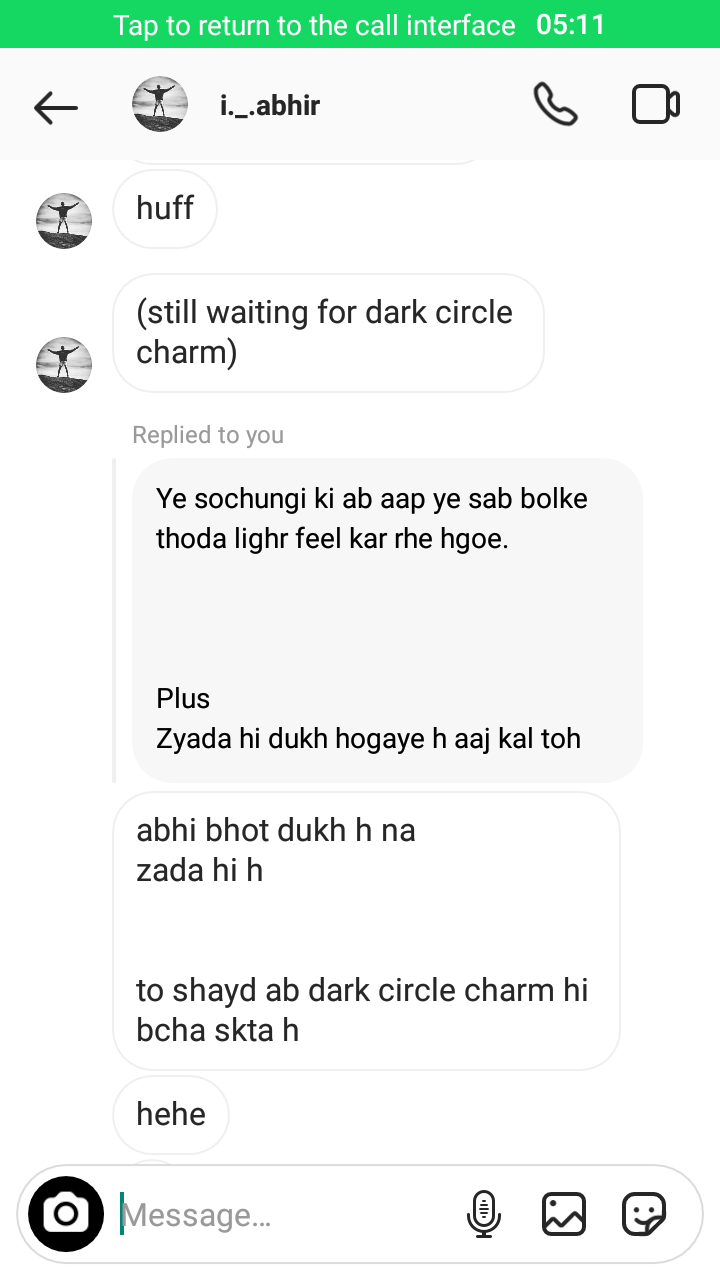 Tap to return to the call interface 05:11
i._.abhir
huff
(still waiting for dark circle
charm)
Replied to you
Ye sochungi ki ab aap ye sab bolke
thoda lighr feel kar rhe hgoe.
Plus
Zyada hi dukh hogaye h aaj kal toh
abhi bhot dukh h na
zada hi h
to shayd ab dark circle charm hi
bcha skta h
hehe
Message...